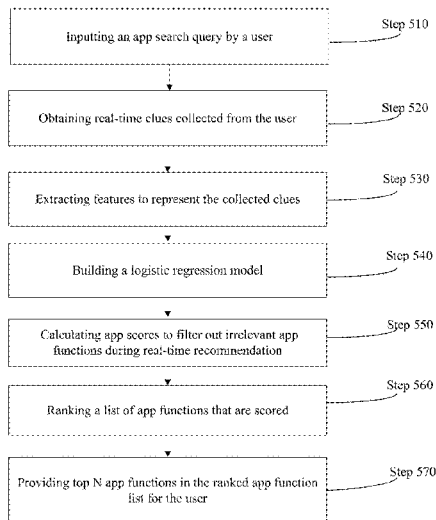 Step 510
Inputting an app search query by a user
Step 520
Obtaining real-time clues collected from the user
Step 530
Extracting features to represent the collected clues
Step 540
Building a logistic regression model
Step 550
Calculating app scores to filter out irrelevant app
functions during real-time recommendation
Step 560
Ranking a list of app functions that are scored
Step 570
Providing top N app functions in the ranked app function
list for the user